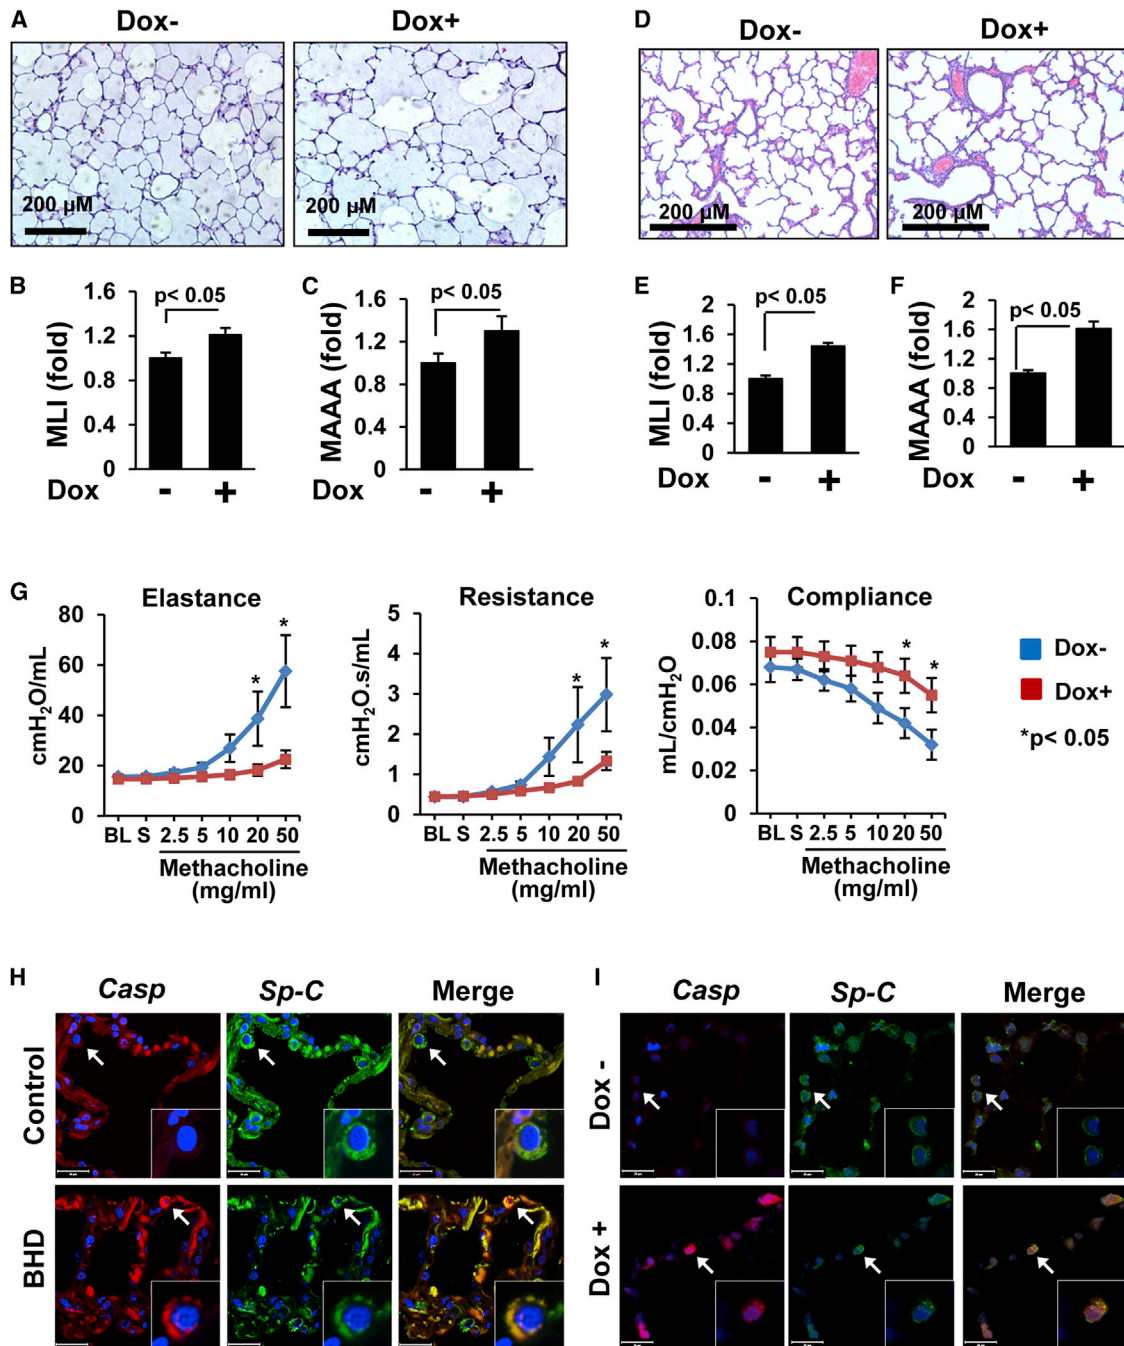 A
Dox-
Dox+
200 µM
200 µM
D
Dox-
Dox+
200 µM
200 µM
B
MLI (fold)
1.6
1.2
0.8
0.4
0
p< 0.05
Dox - +
C
MAAA (fold)
1.6
1.2
0.8
0.4
0
p< 0.05
- +
E
MLI (fold)
2
1.6
1.2
0.8
0.4
0
p< 0.05
Dox - +
F
MAAA (fold)
2
1.6
1.2
0.8
0.4
0
p< 0.05
- +
G
Elastance
cmH2O/mL
80
60
40
20
0
* *
BL S 2.5 5 10 20 50
Methacholine
(mg/ml)
Resistance
cmH2O.s/mL
5
4
3
2
1
0
* *
BL S 2.5 5 10 20 50
Methacholine
(mg/ml)
Compliance
mL/cmH2O
0.1
0.08
0.06
0.04
0.02
0
* *
BL S 2.5 5 10 20 50
Methacholine
(mg/ml)
Dox-
Dox+
*p< 0.05
H
Casp Sp-C Merge
Control
BHD
I
Casp Sp-C Merge
Dox -
Dox +